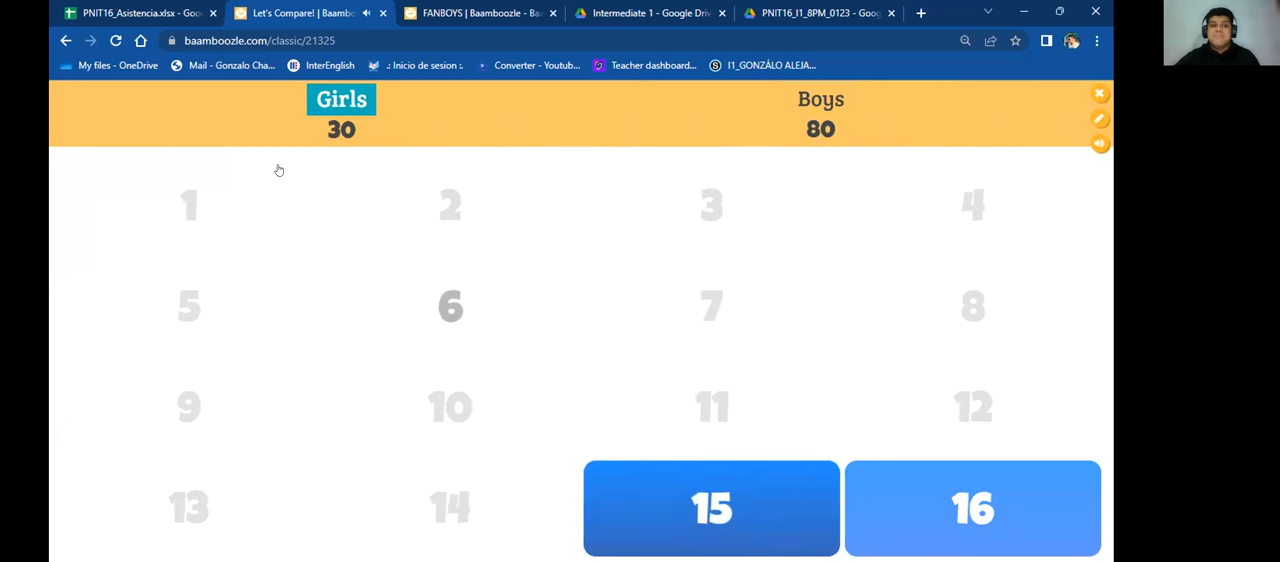 PNIT16_Asistencia.xlsx - Goo
Let's Compare! | Baambo
FANBOYS | Baamboozle - Ba
Intermediate 1 - Google Driv
PNIT16_I1_8PM_0123 - Goog
baamboozle.com/classic/21325
My files - OneDrive
Mail - Gonzalo Cha...
InterEnglish
.: Inicio de sesion :.
Converter - Youtub...
Teacher dashboard...
I1_GONZÁLO ALEJA...
Girls
Boys
30
80
1 2 3 4
5 6 7 8
9 10 11 12
13 14 15 16